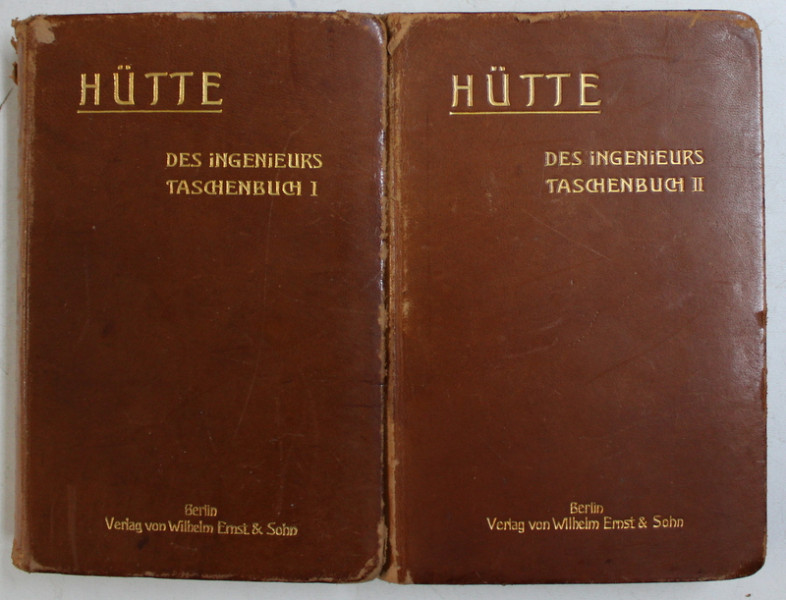 HÜTTE
DES INGENIEURS
TASCHENBUCH I
Berlin
Verlag von Wilhelm Ernst & Sohn
HÜTTE
DES INGENIEURS
TASCHENBUCH II
Berlin
Verlag von Wilhelm Ernst & Sohn